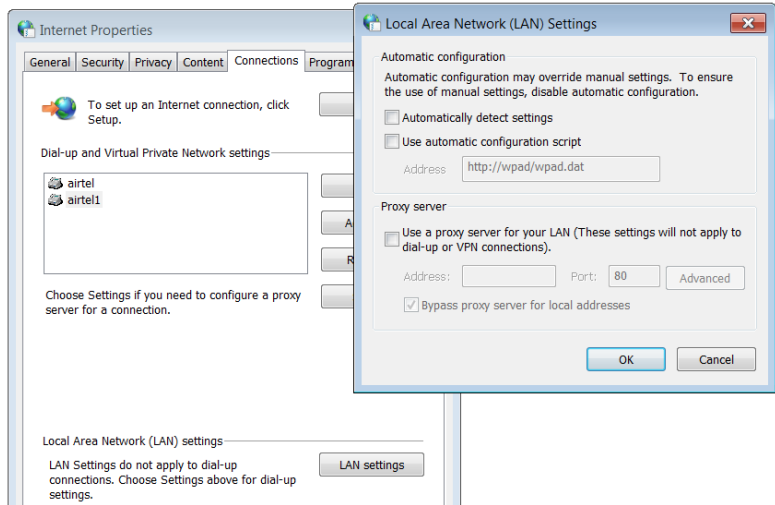 Internet Properties
General Security Privacy Content Connections Program
To set up an Internet connection, click
Setup.
Dial-up and Virtual Private Network settings
airtel
airtel1
A
R
Choose Settings if you need to configure a proxy
server for a connection.
Local Area Network (LAN) settings
LAN Settings do not apply to dial-up
connections. Choose Settings above for dial-up
settings.
LAN settings
Local Area Network (LAN) Settings
Automatic configuration
Automatic configuration may override manual settings. To ensure
the use of manual settings, disable automatic configuration.
Automatically detect settings
Use automatic configuration script
Address http://wpad/wpad.dat
Proxy server
Use a proxy server for your LAN (These settings will not apply to
dial-up or VPN connections).
Address: Port: 80 Advanced
Bypass proxy server for local addresses
OK Cancel